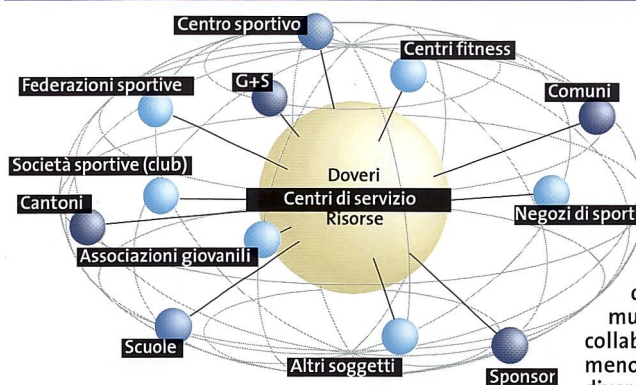 Centro sportivo
Centri fitness
Federazioni sportive
G+S
Comuni
Doveri
Società sportive (club)
Centri di servizio
Cantoni
Risorse
Negozi di sport
Associazioni giovanili
Scuole
Altri soggetti
Sponsor
mu
collab
meno